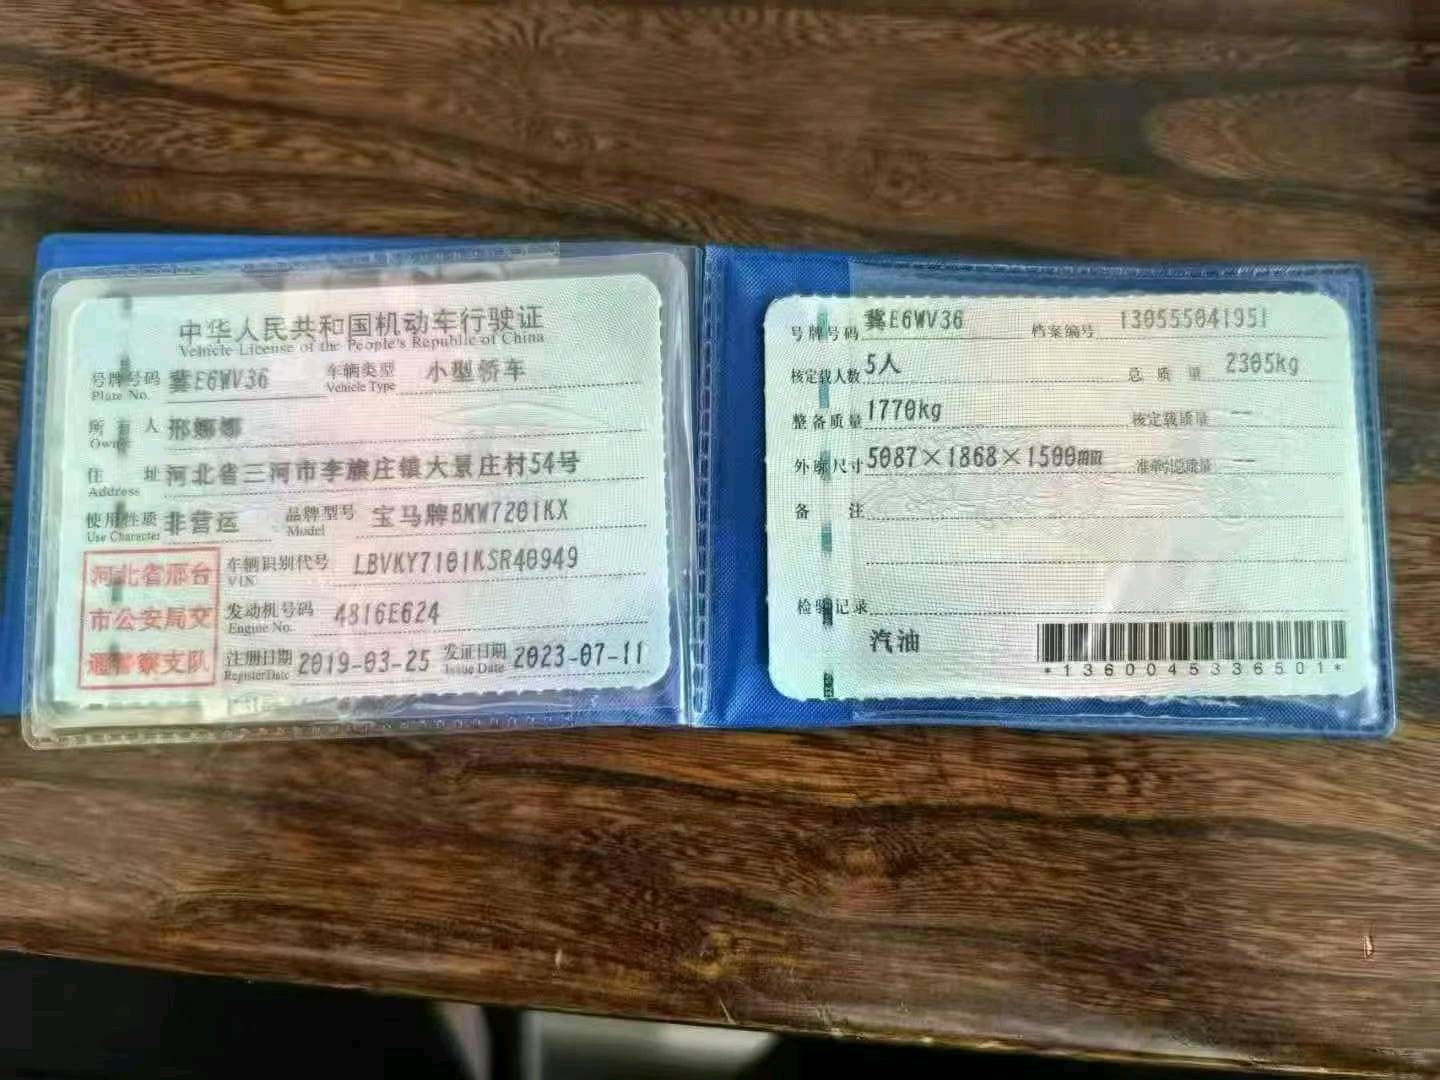 中华人民共和国机动车行驶证
Vehicle License of the People's Republic of China
号牌号码 冀E6WV36 车辆类型 小型轿车
Plate No. Vehicle Type
所有人 邢娜娜
Owner
住址 河北省三河市李旗庄镇大景庄村54号
Address
使用性质 非营运 品牌型号 宝马牌BMW7201KX
Use Character Model
河北省邢台
市公安局交
通警察支队
车辆识别代号 LBVKY7101KSR40949
VIN
发动机号码 4816E624
Engine No.
注册日期 2019-03-25 发证日期 2023-07-11
Register Date Issue Date
号牌号码 冀E6WV36 档案编号 130555041951
核定载人数 5人 总质量 2305kg
整备质量 1770kg 核定载质量 --
外廓尺寸 5087×1868×1500mm 准牵引总质量 --
备注
检验记录
汽油
*1360045336501*